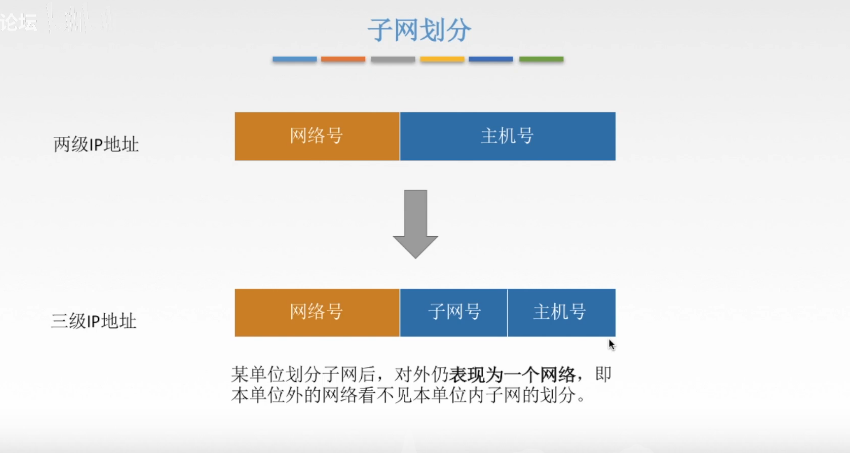 论坛
子网划分
两级IP地址
网络号
主机号
三级IP地址
网络号
子网号
主机号
某单位划分子网后，对外仍表现为一个网络，即
本单位外的网络看不见本单位内子网的划分。